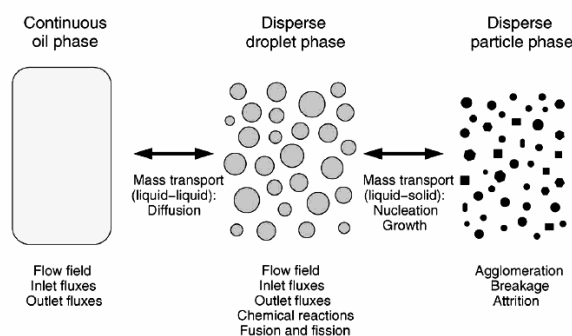 Continuous
oil phase
Disperse
droplet phase
Disperse
particle phase
Mass transport
(liquid–liquid):
Diffusion
Mass transport
(liquid–solid):
Nucleation
Growth
Flow field
Inlet fluxes
Outlet fluxes
Flow field
Inlet fluxes
Outlet fluxes
Chemical reactions
Fusion and fission
Agglomeration
Breakage
Attrition